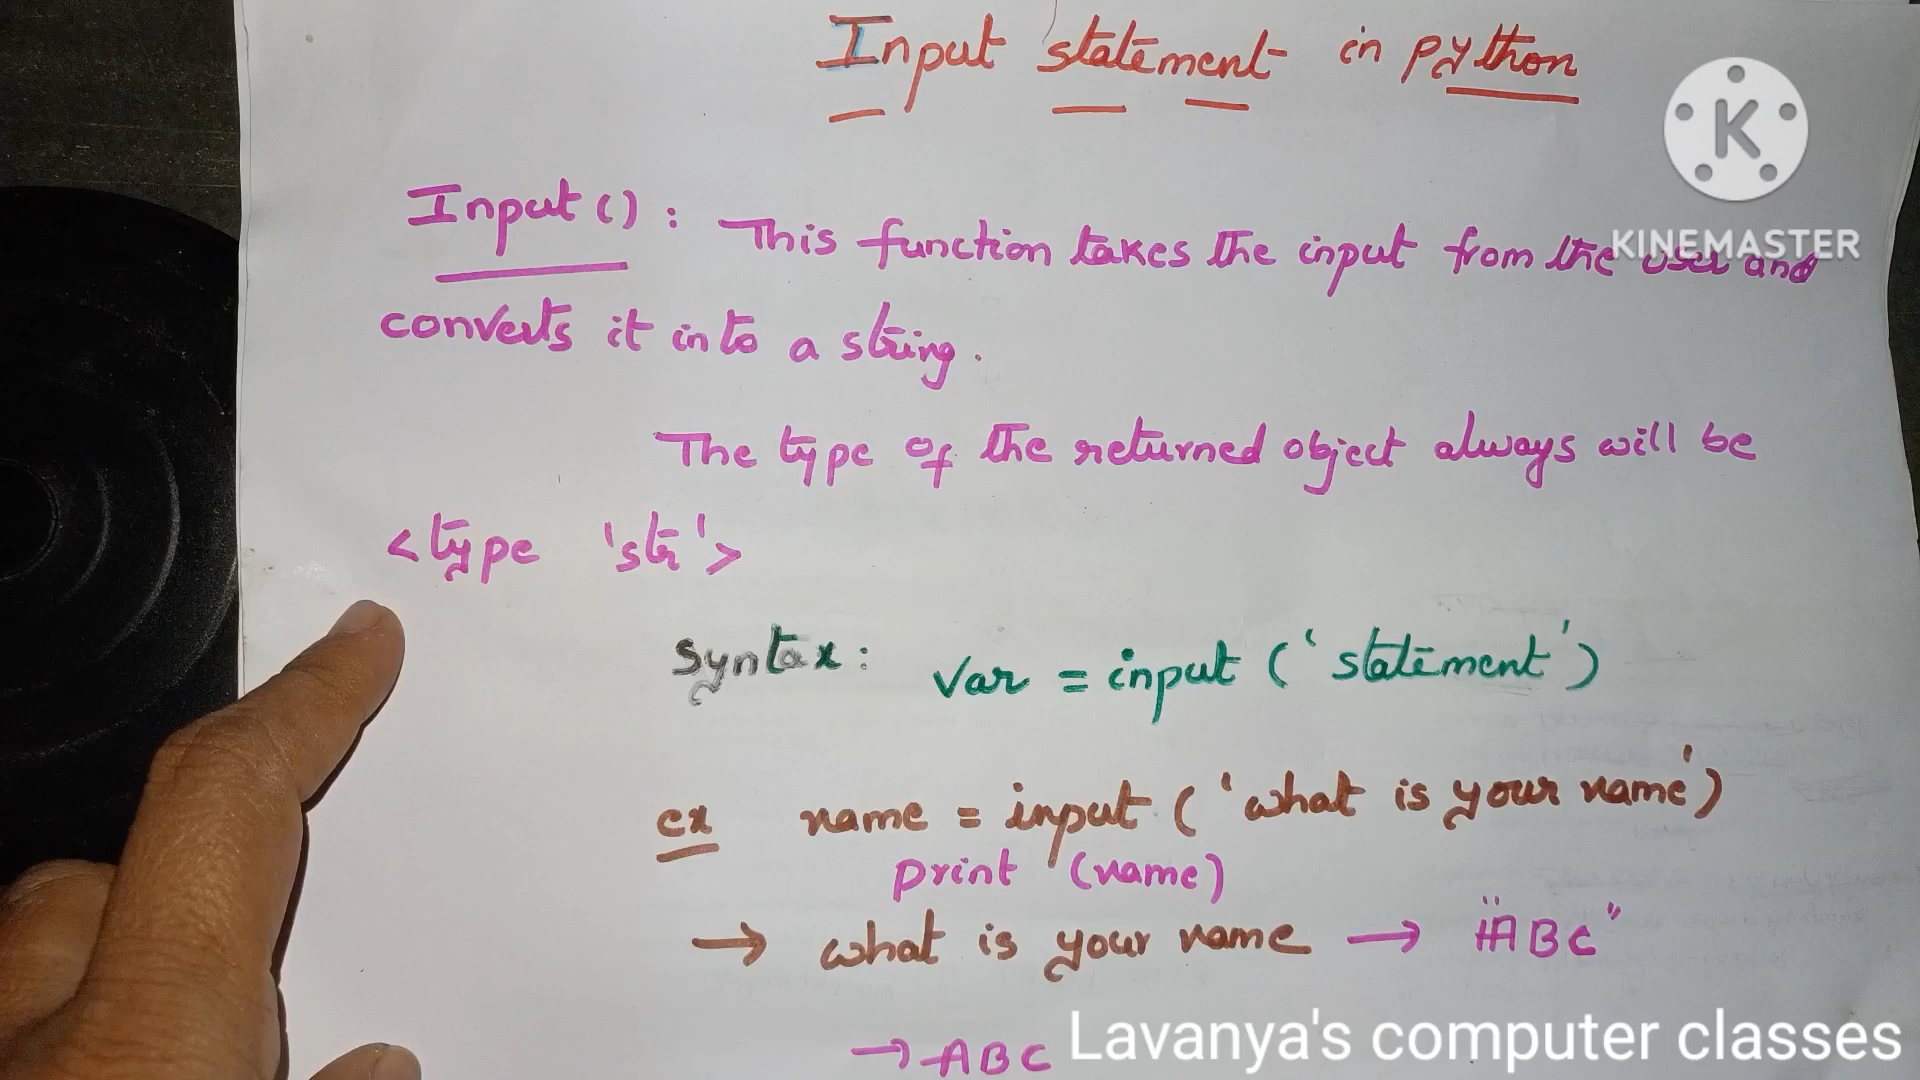 Input statement in python
K
KINEMASTER
Input() : This function takes the input from the user and
converts it into a string.
The type of the returned object always will be
<type 'str'>
Syntax: Var = input ('statement')
ex name = input ('what is your name')
print (name)
→ what is your name → "ABC"
→ ABC
Lavanya's computer classes